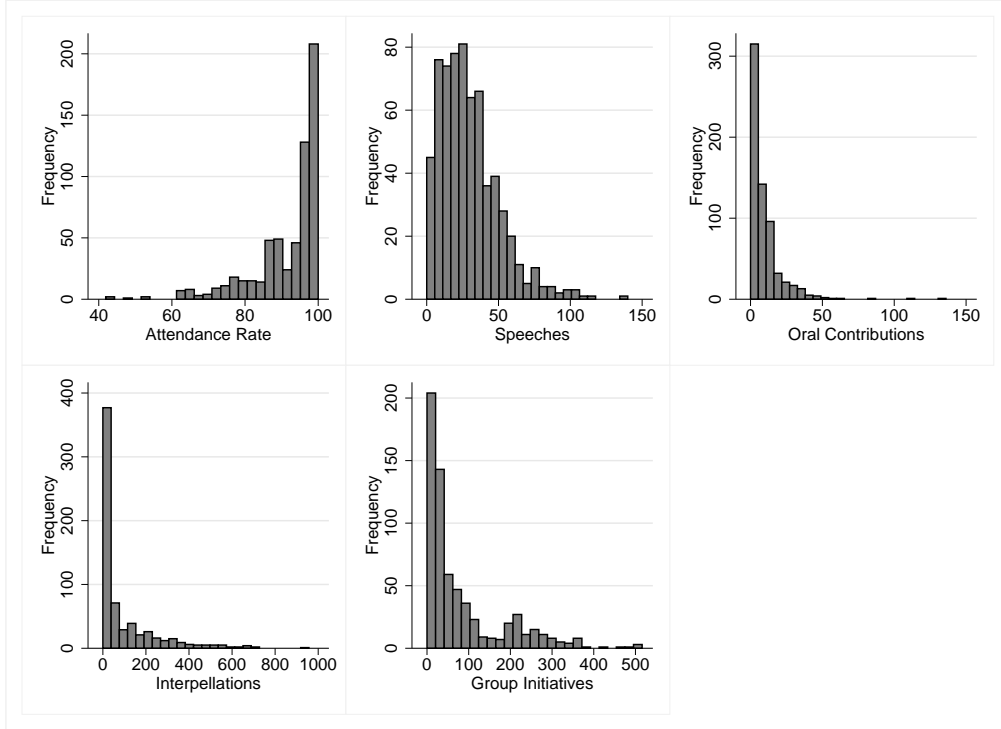 Frequency
0 50 100 150 200
40 60 80 100
Attendance Rate
Frequency
0 20 40 60 80
0 50 100 150
Speeches
Frequency
0 100 200 300
0 50 100 150
Oral Contributions
Frequency
0 100 200 300 400
0 200 400 600 800 1000
Interpellations
Frequency
0 50 100 150 200
0 100 200 300 400 500
Group Initiatives